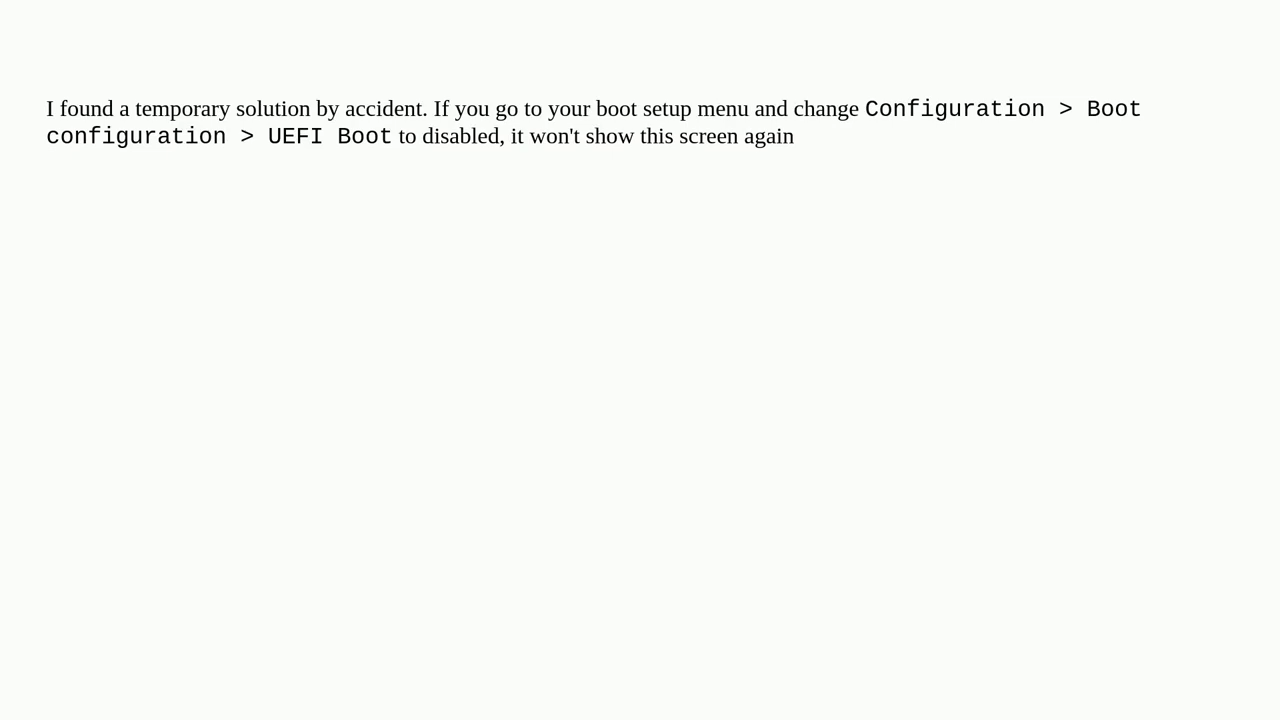 I found a temporary solution by accident. If you go to your boot setup menu and change Configuration > Boot
configuration > UEFI Boot to disabled, it won't show this screen again